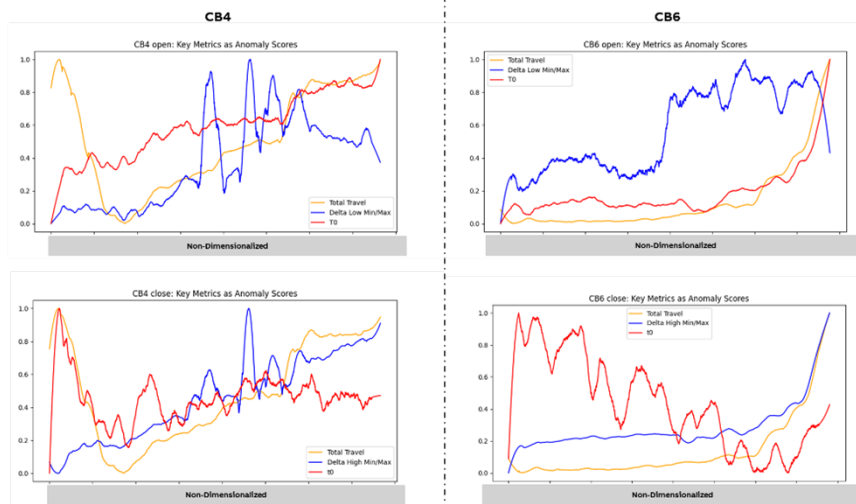 CB4
CB6
CB4 open: Key Metrics as Anomaly Scores
1.0
0.8
0.6
0.4
0.2
0.0
Total Travel
Delta Low Min/Max
T0
Non-Dimensionalized
CB6 open: Key Metrics as Anomaly Scores
1.0
0.8
0.6
0.4
0.2
0.0
Total Travel
Delta Low Min/Max
T0
Non-Dimensionalized
CB4 close: Key Metrics as Anomaly Scores
1.0
0.8
0.6
0.4
0.2
0.0
Total Travel
Delta High Min/Max
t0
Non-Dimensionalized
CB6 close: Key Metrics as Anomaly Scores
1.0
0.8
0.6
0.4
0.2
0.0
Total Travel
Delta High Min/Max
t0
Non-Dimensionalized